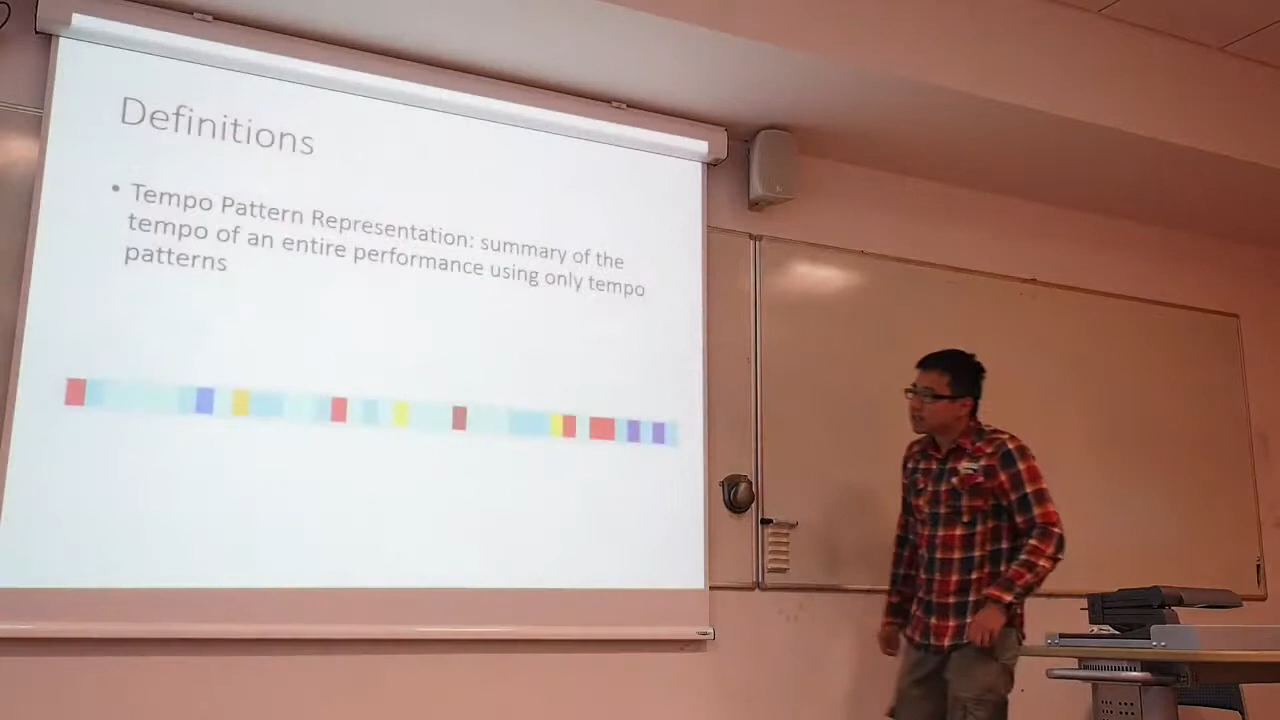 Definitions
• Tempo Pattern Representation: summary of the
tempo of an entire performance using only tempo
patterns